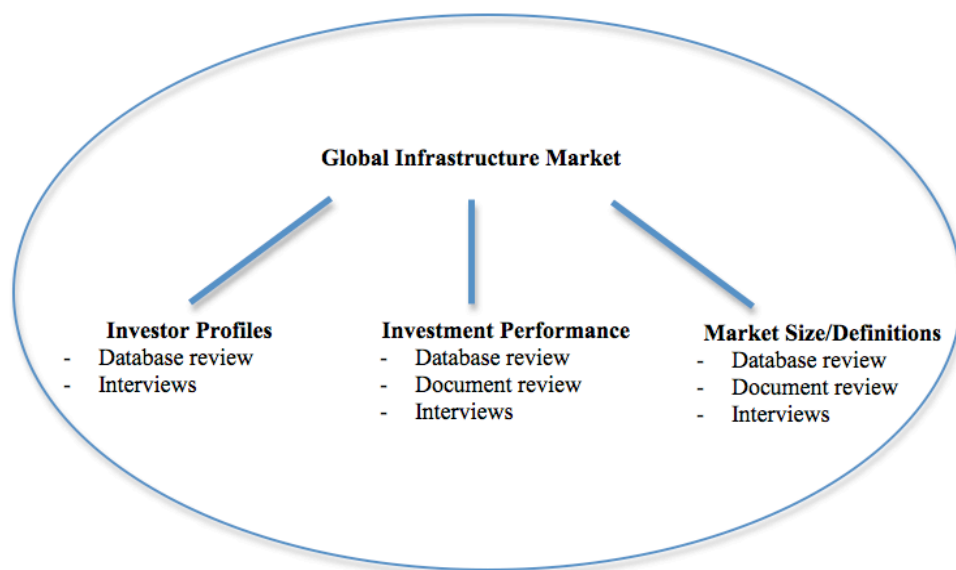 Global Infrastructure Market
Investor Profiles
- Database review
- Interviews
Investment Performance
- Database review
- Document review
- Interviews
Market Size/Definitions
- Database review
- Document review
- Interviews